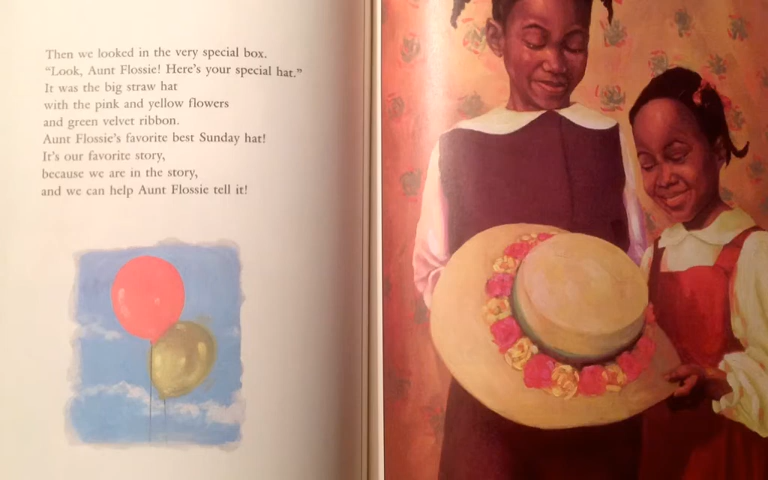 Then we looked in the very special box.
“Look, Aunt Flossie! Here’s your special hat.”
It was the big straw hat
with the pink and yellow flowers
and green velvet ribbon.
Aunt Flossie’s favorite best Sunday hat!
It’s our favorite story,
because we are in the story,
and we can help Aunt Flossie tell it!